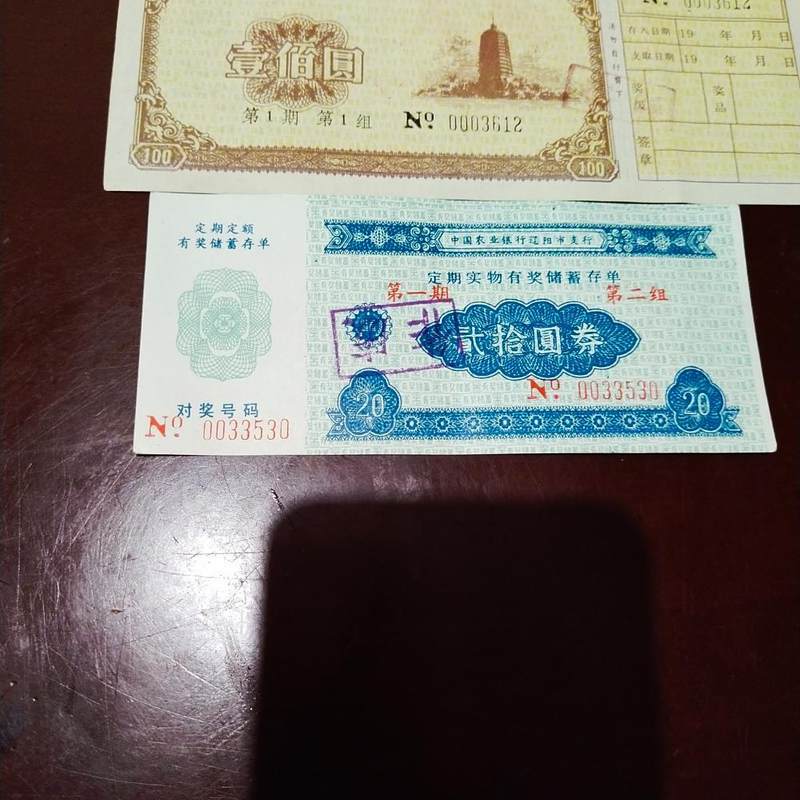 No. 0003612
存入日期 19 年 月 日
支取日期 19 年 月 日
壹佰圆
第1期 第1组 No. 0003612
奖 品
签章
100
100
定期定额
有奖储蓄存单
中国农业银行辽阳市支行
定期实物有奖储蓄存单
第一期 第二组
贰拾圆券
No. 0033530
20
20
对奖号码
No. 0033530